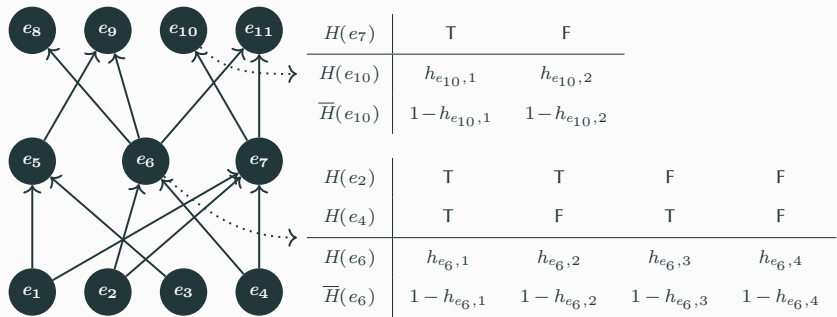 e₈ e₉ e₁₀ e₁₁
H(e₇) T F
H(e₁₀) h_{e₁₀,1} h_{e₁₀,2}
H̅(e₁₀) 1−h_{e₁₀,1} 1−h_{e₁₀,2}
e₅ e₆ e₇
H(e₂) T T F F
H(e₄) T F T F
H(e₆) h_{e₆,1} h_{e₆,2} h_{e₆,3} h_{e₆,4}
H̅(e₆) 1−h_{e₆,1} 1−h_{e₆,2} 1−h_{e₆,3} 1−h_{e₆,4}
e₁ e₂ e₃ e₄